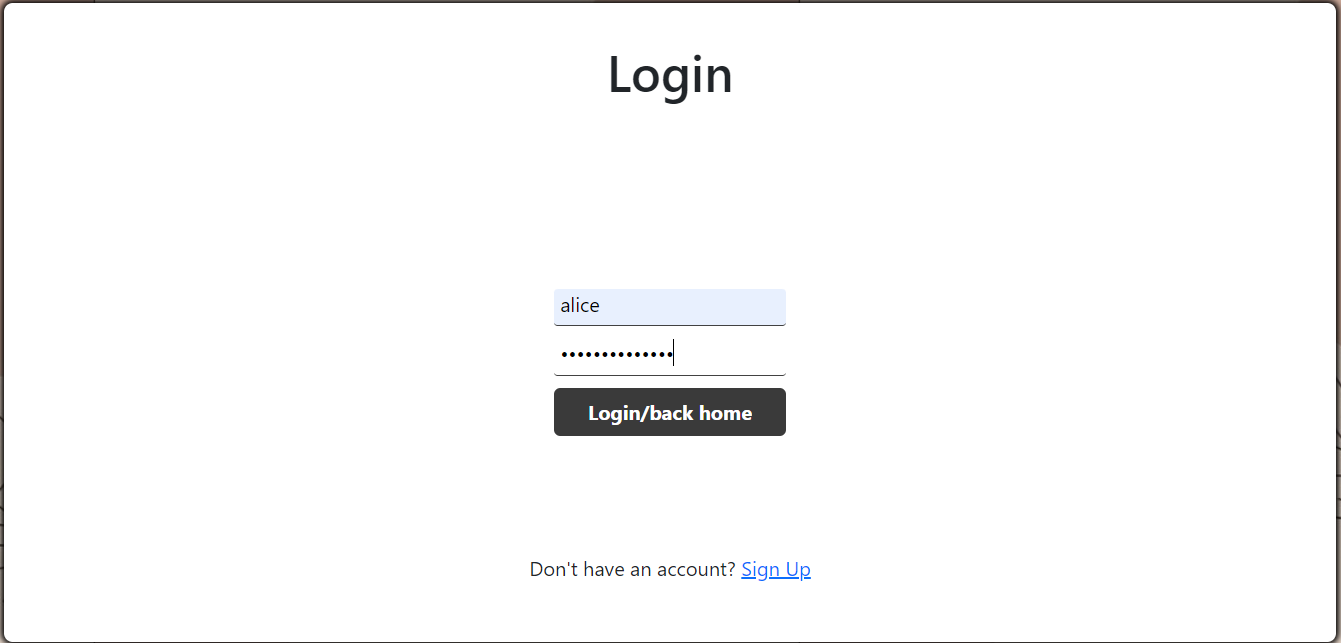 Login
alice
••••••••••••••
Login/back home
Don't have an account? Sign Up